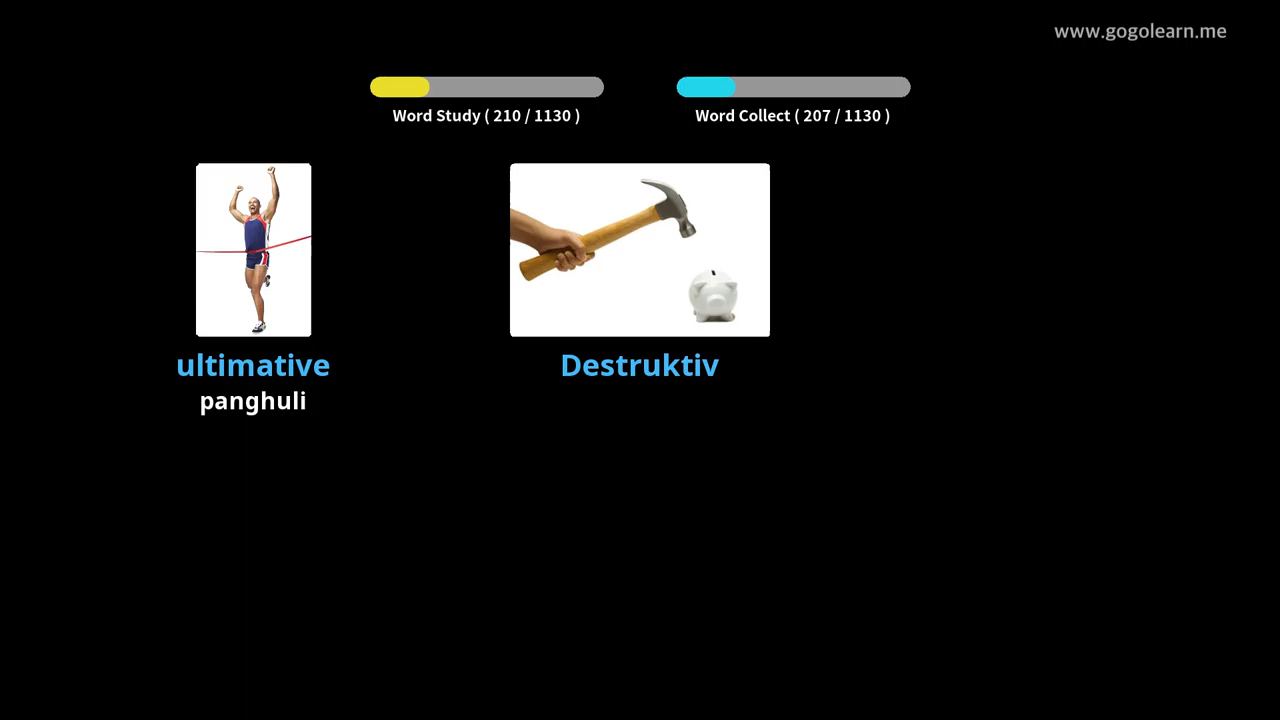 www.gogolearn.me
Word Study ( 210 / 1130 )
Word Collect ( 207 / 1130 )
ultimative
Destruktiv
panghuli